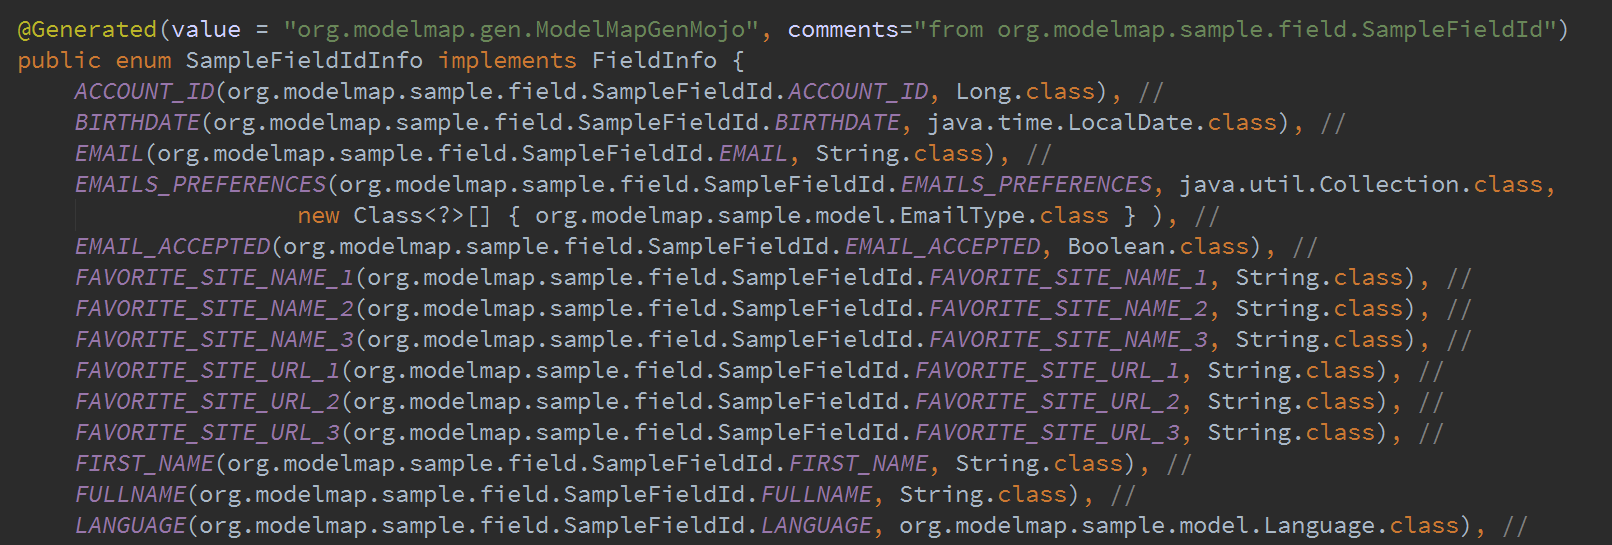 @Generated(value = "org.modelmap.gen.ModelMapGenMojo", comments="from org.modelmap.sample.field.SampleFieldId")
public enum SampleFieldIdInfo implements FieldInfo {
    ACCOUNT_ID(org.modelmap.sample.field.SampleFieldId.ACCOUNT_ID, Long.class), //
    BIRTHDATE(org.modelmap.sample.field.SampleFieldId.BIRTHDATE, java.time.LocalDate.class), //
    EMAIL(org.modelmap.sample.field.SampleFieldId.EMAIL, String.class), //
    EMAILS_PREFERENCES(org.modelmap.sample.field.SampleFieldId.EMAILS_PREFERENCES, java.util.Collection.class,
                    new Class<?>[] { org.modelmap.sample.model.EmailType.class } ), //
    EMAIL_ACCEPTED(org.modelmap.sample.field.SampleFieldId.EMAIL_ACCEPTED, Boolean.class), //
    FAVORITE_SITE_NAME_1(org.modelmap.sample.field.SampleFieldId.FAVORITE_SITE_NAME_1, String.class), //
    FAVORITE_SITE_NAME_2(org.modelmap.sample.field.SampleFieldId.FAVORITE_SITE_NAME_2, String.class), //
    FAVORITE_SITE_NAME_3(org.modelmap.sample.field.SampleFieldId.FAVORITE_SITE_NAME_3, String.class), //
    FAVORITE_SITE_URL_1(org.modelmap.sample.field.SampleFieldId.FAVORITE_SITE_URL_1, String.class), //
    FAVORITE_SITE_URL_2(org.modelmap.sample.field.SampleFieldId.FAVORITE_SITE_URL_2, String.class), //
    FAVORITE_SITE_URL_3(org.modelmap.sample.field.SampleFieldId.FAVORITE_SITE_URL_3, String.class), //
    FIRST_NAME(org.modelmap.sample.field.SampleFieldId.FIRST_NAME, String.class), //
    FULLNAME(org.modelmap.sample.field.SampleFieldId.FULLNAME, String.class), //
    LANGUAGE(org.modelmap.sample.field.SampleFieldId.LANGUAGE, org.modelmap.sample.model.Language.class), //